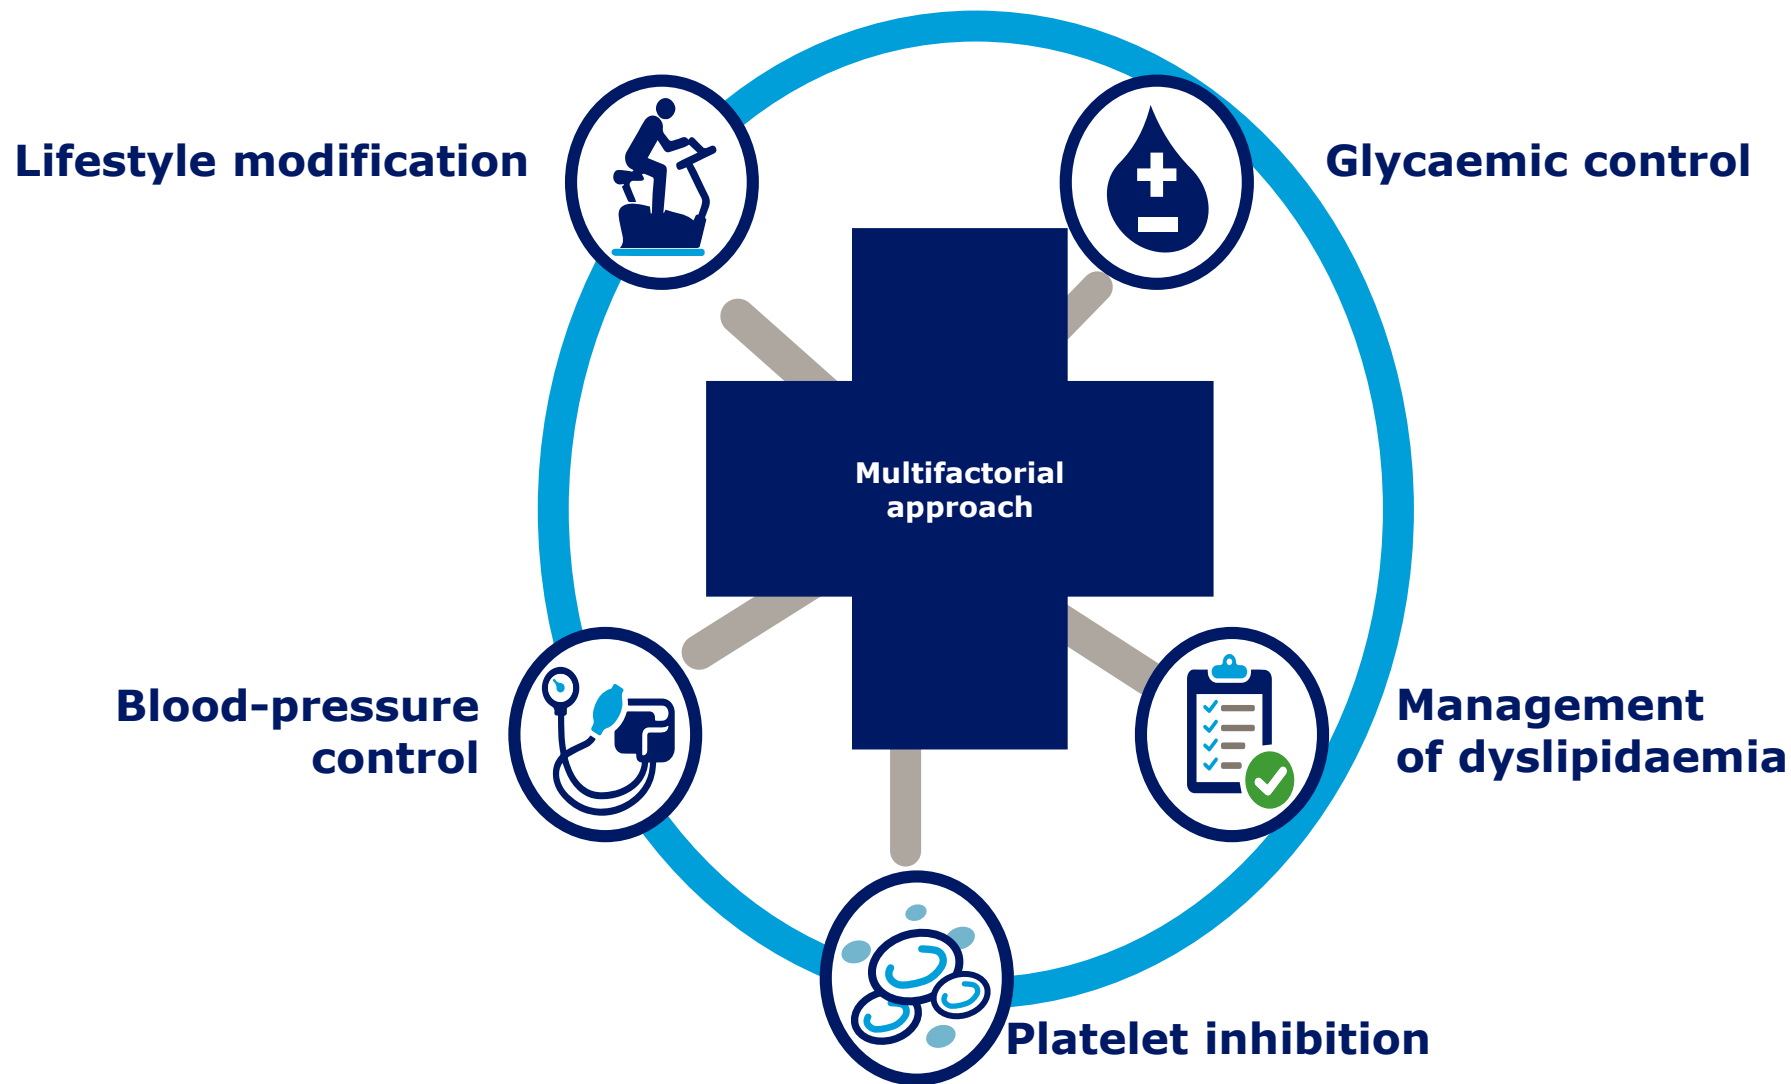 Lifestyle modification
Glycaemic control
Multifactorial
approach
Blood-pressure
control
Management
of dyslipidaemia
Platelet inhibition